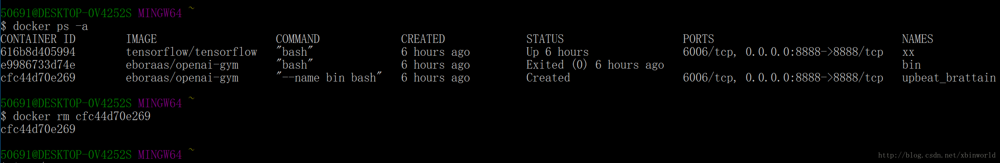 50691@DESKTOP-0V4252S MINGW64 ~
$ docker ps -a
CONTAINER ID        IMAGE                   COMMAND             CREATED             STATUS                   PORTS                              NAMES
616b8d405994        tensorflow/tensorflow   "bash"              6 hours ago         Up 6 hours               6006/tcp, 0.0.0.0:8888->8888/tcp   xx
e9986733d74e        eboraas/openai-gym      "bash"              6 hours ago         Exited (0) 6 hours ago                                      bin
cfc44d70e269        eboraas/openai-gym      "--name bin bash"   6 hours ago         Created                  6006/tcp, 0.0.0.0:8888->8888/tcp   upbeat_brattain
50691@DESKTOP-0V4252S MINGW64 ~
$ docker rm cfc44d70e269
cfc44d70e269
50691@DESKTOP-0V4252S MINGW64 ~
http://blog.csdn.net/xbinworld